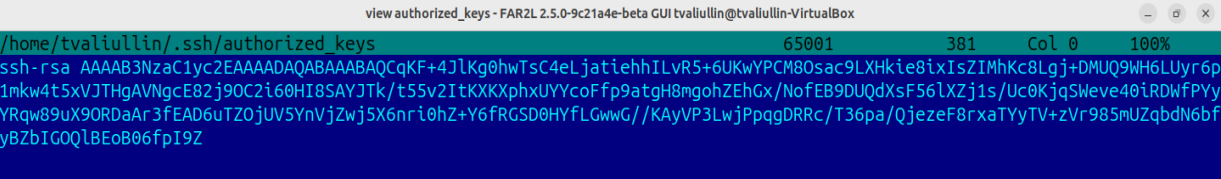 view authorized_keys - FAR2L 2.5.0-9c21a4e-beta GUI tvaliullin@tvaliullin-VirtualBox
/home/tvaliullin/.ssh/authorized_keys 65001 381 Col 0 100%
ssh-rsa AAAAB3NzaC1yc2EAAAADAQABAAABAQCqKF+4JlKg0hwTsC4eLjatiehhILvR5+6UKwYPCM8Osac9LXHkie8ixIsZIMhKc8Lgj+DMUQ9WH6LUyr6p
1mkw4t5xVJTHgAVNgcE82j9OC2i60HI8SAYJTk/t55v2ItKXKXphxUYYcoFfp9atgH8mgohZEhGx/NofEB9DUQdXsF56lXZj1s/Uc0KjqSWeve40iRDWfPYy
YRqw89uX9ORDaAr3fEAD6uTZOjUV5YnVjZwj5X6nri0hZ+Y6fRGSD0HYfLGwwG//KAyVP3LwjPpqgDRRc/T36pa/QjezeF8rxaTYyTV+zVr985mUZqbdN6bf
yBZbIGOQlBEoB06fpI9Z